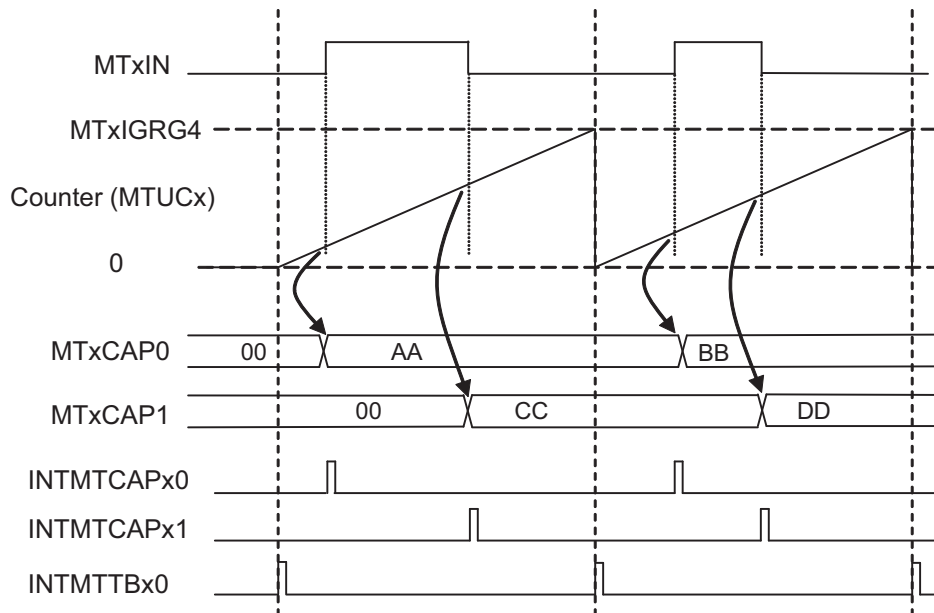 MTxIN
MTxIGRG4
Counter (MTUCx)
0
MTxCAP0 00 AA BB
MTxCAP1 00 CC DD
INTMTCAPx0
INTMTCAPx1
INTMTTBx0